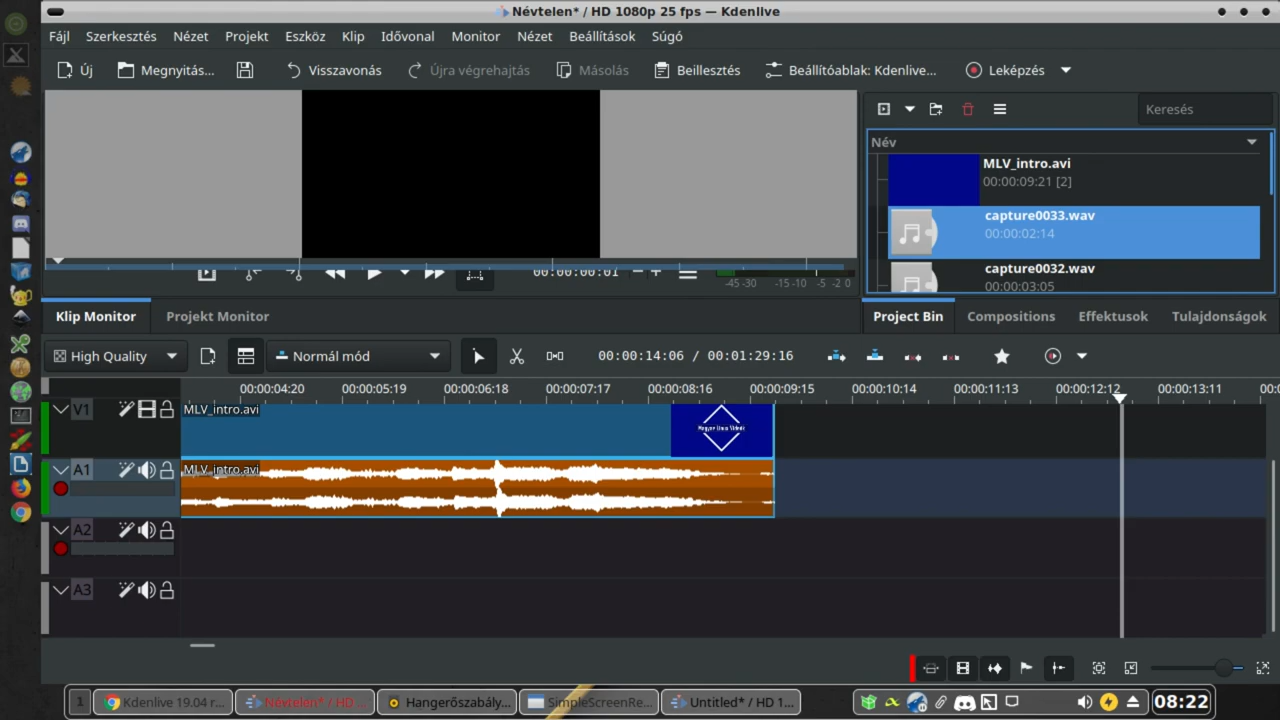 Névtelen* / HD 1080p 25 fps — Kdenlive
Fájl Szerkesztés Nézet Projekt Eszköz Klip Idővonal Monitor Nézet Beállítások Súgó
Új Megnyitás... Visszavonás Újra végrehajtás Másolás Beillesztés Beállítóablak: Kdenlive... Leképzés
Keresés
Név
MLV_intro.avi
00:00:09:21 [2]
capture0033.wav
00:00:02:14
capture0032.wav
00:00:03:05
00:00:00:01
-45 -30 -15 -10 -5 -2 0
Klip Monitor Projekt Monitor
Project Bin Compositions Effektusok Tulajdonságok
High Quality Normál mód 00:00:14:06 / 00:01:29:16
00:00:04:20 00:00:05:19 00:00:06:18 00:00:07:17 00:00:08:16 00:00:09:15 00:00:10:14 00:00:11:13 00:00:12:12 00:00:13:11 00:0
V1 MLV_intro.avi
Magyar Linux Videók
A1 MLV_intro.avi
A2
A3
1 Kdenlive 19.04 r... Névtelen* / HD ... Hangerőszabály... SimpleScreenRe... Untitled* / HD 1... 08:22